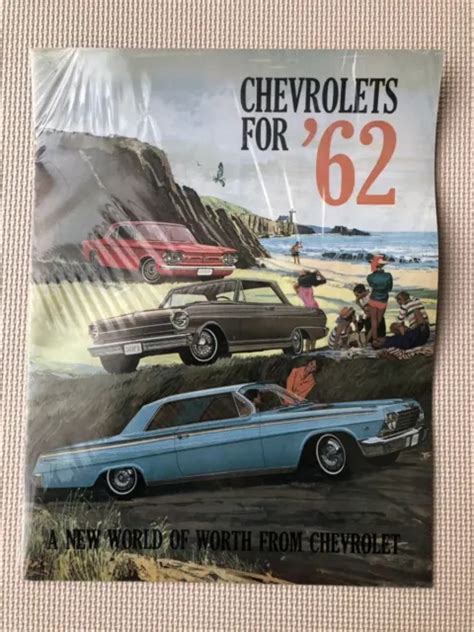 CHEVROLETS
FOR '62
A NEW WORLD OF WORTH FROM CHEVROLET